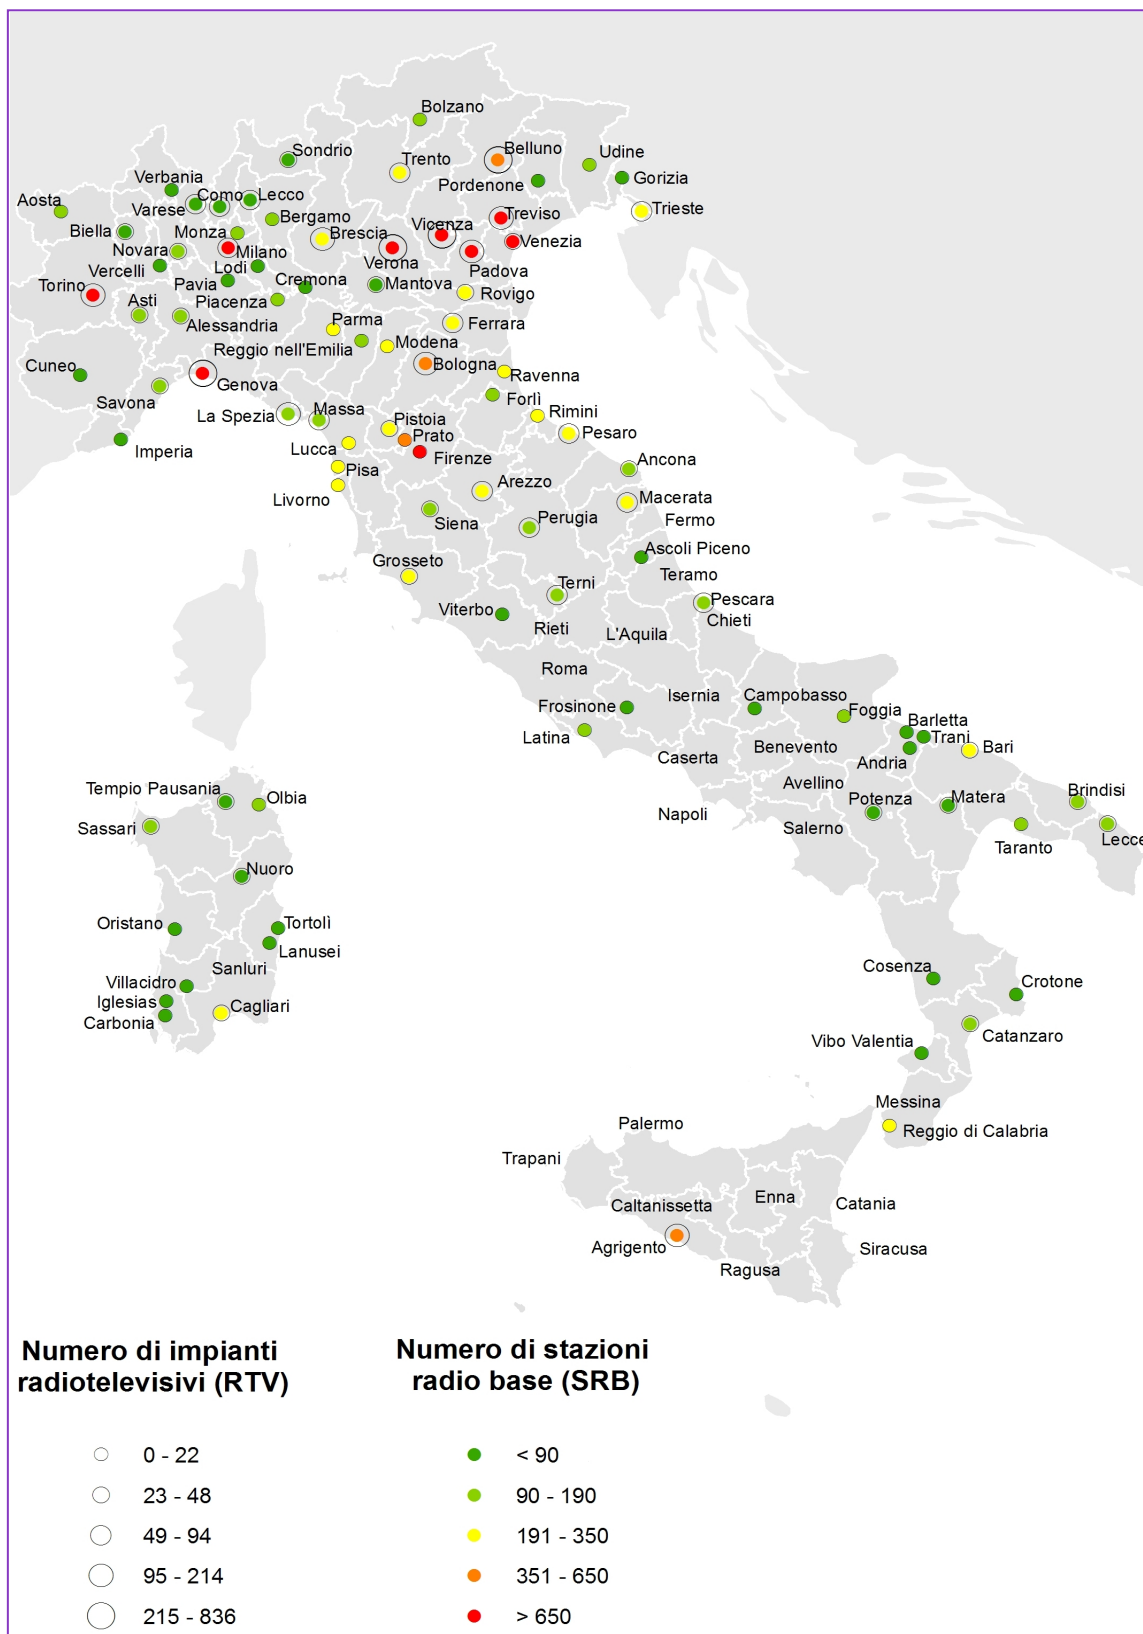 Bolzano
Sondrio
Trento
Belluno
Udine
Verbania
Pordenone
Gorizia
Aosta
Como
Lecco
Varese
Trieste
Treviso
Bergamo
Biella
Monza
Brescia
Vicenza
Venezia
Novara
Milano
Verona
Padova
Vercelli
Lodi
Torino
Pavia
Cremona
Mantova
Rovigo
Asti
Piacenza
Alessandria
Parma
Ferrara
Modena
Reggio nell'Emilia
Cuneo
Bologna
Ravenna
Genova
Savona
Forlì
La Spezia
Massa
Rimini
Pistoia
Pesaro
Prato
Imperia
Lucca
Firenze
Pisa
Ancona
Arezzo
Livorno
Macerata
Siena
Perugia
Fermo
Ascoli Piceno
Grosseto
Teramo
Terni
Pescara
Viterbo
Chieti
Rieti
L'Aquila
Roma
Isernia
Campobasso
Frosinone
Foggia
Barletta
Latina
Trani
Benevento
Bari
Caserta
Andria
Avellino
Tempio Pausania
Olbia
Brindisi
Potenza
Matera
Napoli
Sassari
Salerno
Lecce
Taranto
Nuoro
Oristano
Tortolì
Lanusei
Sanluri
Cosenza
Villacidro
Crotone
Iglesias
Cagliari
Carbonia
Catanzaro
Vibo Valentia
Messina
Palermo
Reggio di Calabria
Trapani
Enna
Caltanissetta
Catania
Agrigento
Siracusa
Ragusa
Numero di impianti
radiotelevisivi (RTV)
0 - 22
23 - 48
49 - 94
95 - 214
215 - 836
Numero di stazioni
radio base (SRB)
< 90
90 - 190
191 - 350
351 - 650
> 650